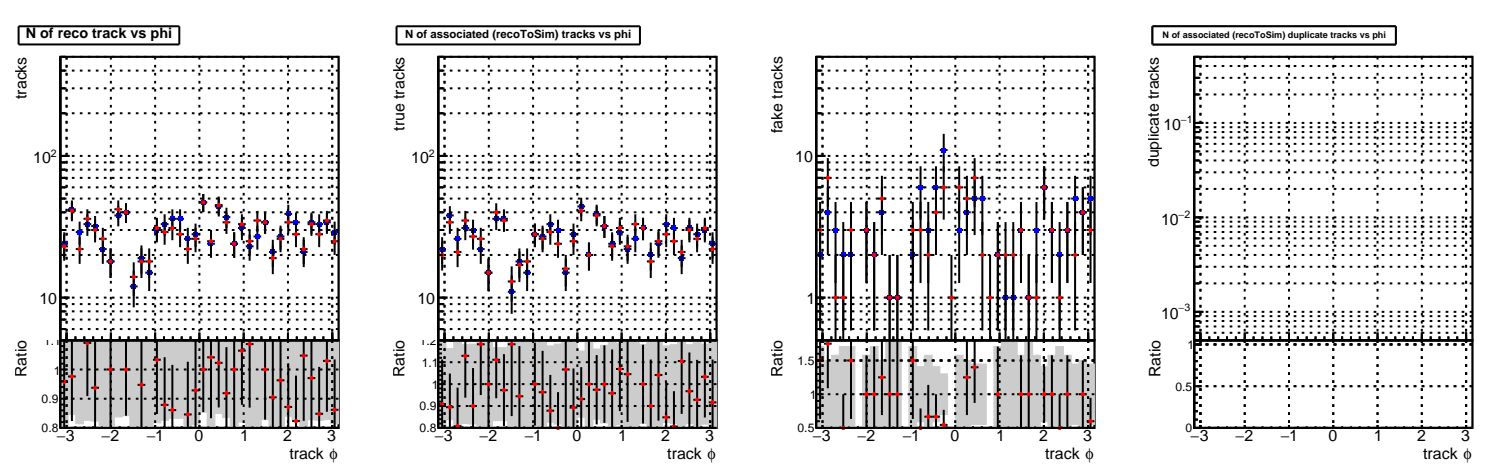 N of reco track vs phi
tracks
10²
10
Ratio
1.1
1
0.9
0.8
−3 −2 −1 0 1 2 3
track ϕ
N of associated (recoToSim) tracks vs phi
true tracks
10²
10
Ratio
1.2
1.1
1
0.9
0.8
−3 −2 −1 0 1 2 3
track ϕ
fake tracks
10
1
Ratio
1.5
1
0.5
−3 −2 −1 0 1 2 3
track ϕ
N of associated (recoToSim) duplicate tracks vs phi
duplicate tracks
10⁻¹
10⁻²
10⁻³
Ratio
1
0.5
0
−3 −2 −1 0 1 2 3
track ϕ